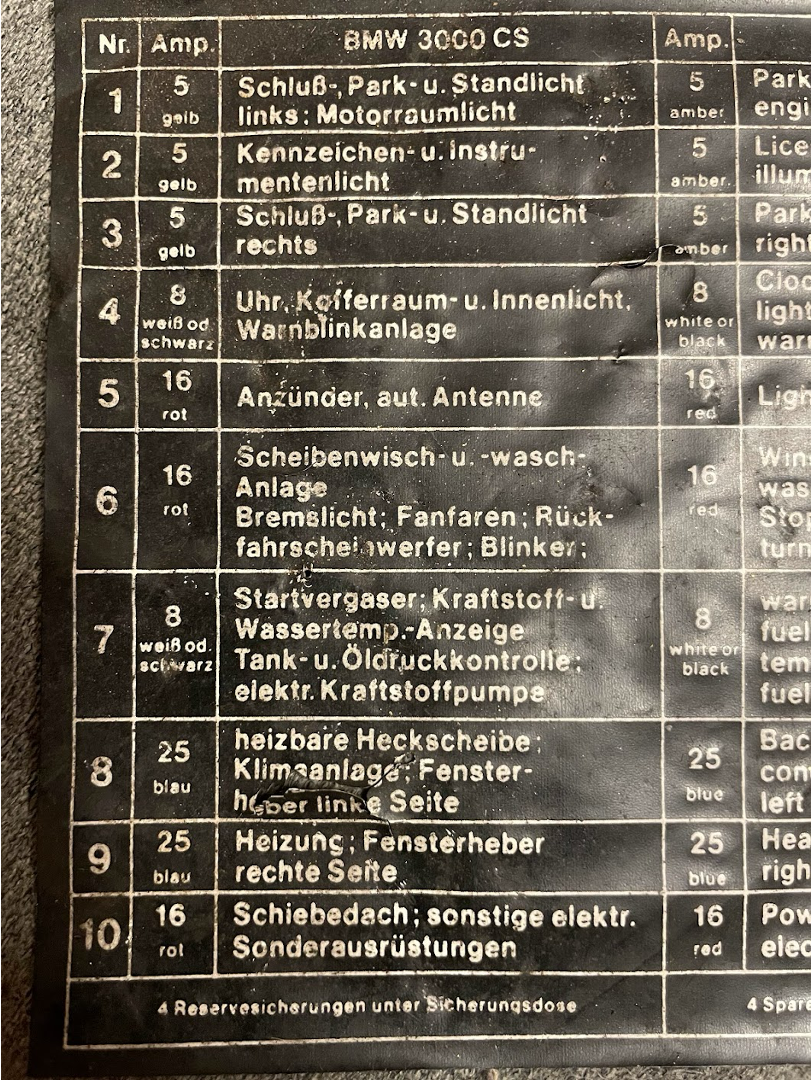 Nr. Amp. BMW 3000 CS Amp.
1 5 gelb Schluß-, Park- u. Standlicht links; Motorraumlicht 5 amber Park engi
2 5 gelb Kennzeichen- u. Instru- mentenlicht 5 amber. Lice illum
3 5 gelb Schluß-, Park- u. Standlicht rechts 5 amber Park right
4 8 weiß od. schwarz Uhr, Kofferraum- u. Innenlicht, Warnblinkanlage 8 white or black Cloc light warn
5 16 rot Anzünder, aut. Antenne 16 red Ligh
6 16 rot Scheibenwisch- u. -wasch- Anlage Bremslicht; Fanfaren; Rück- fahrscheinwerfer; Blinker; 16 red Win was Sto turn
7 8 weiß od. schwarz Startvergaser; Kraftstoff- u. Wassertemp.-Anzeige Tank- u. Öldruckkontrolle; elektr. Kraftstoffpumpe 8 white or black war fuel tem fuel
8 25 blau heizbare Heckscheibe; Klimaanlage; Fenster- heber linke Seite 25 blue Bac com left
9 25 blau Heizung; Fensterheber rechte Seite 25 blue Hea righ
10 16 rot Schiebedach; sonstige elektr. Sonderausrüstungen 16 red Pow elec
4 Reservesicherungen unter Sicherungsdose 4 Spare